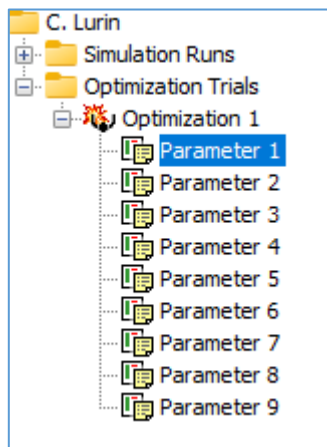 C. Lurin
Simulation Runs
Optimization Trials
Optimization 1
Parameter 1
Parameter 2
Parameter 3
Parameter 4
Parameter 5
Parameter 6
Parameter 7
Parameter 8
Parameter 9